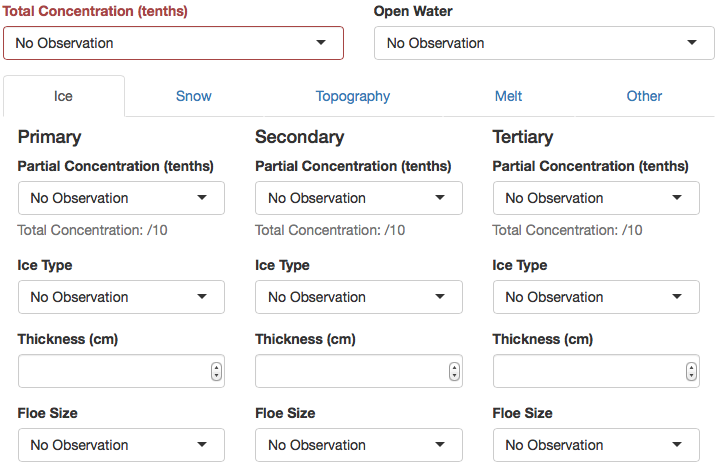 Total Concentration (tenths) Open Water
No Observation No Observation
Ice Snow Topography Melt Other
Primary Secondary Tertiary
Partial Concentration (tenths) Partial Concentration (tenths) Partial Concentration (tenths)
No Observation No Observation No Observation
Total Concentration: /10 Total Concentration: /10 Total Concentration: /10
Ice Type Ice Type Ice Type
No Observation No Observation No Observation
Thickness (cm) Thickness (cm) Thickness (cm)
Floe Size Floe Size Floe Size
No Observation No Observation No Observation